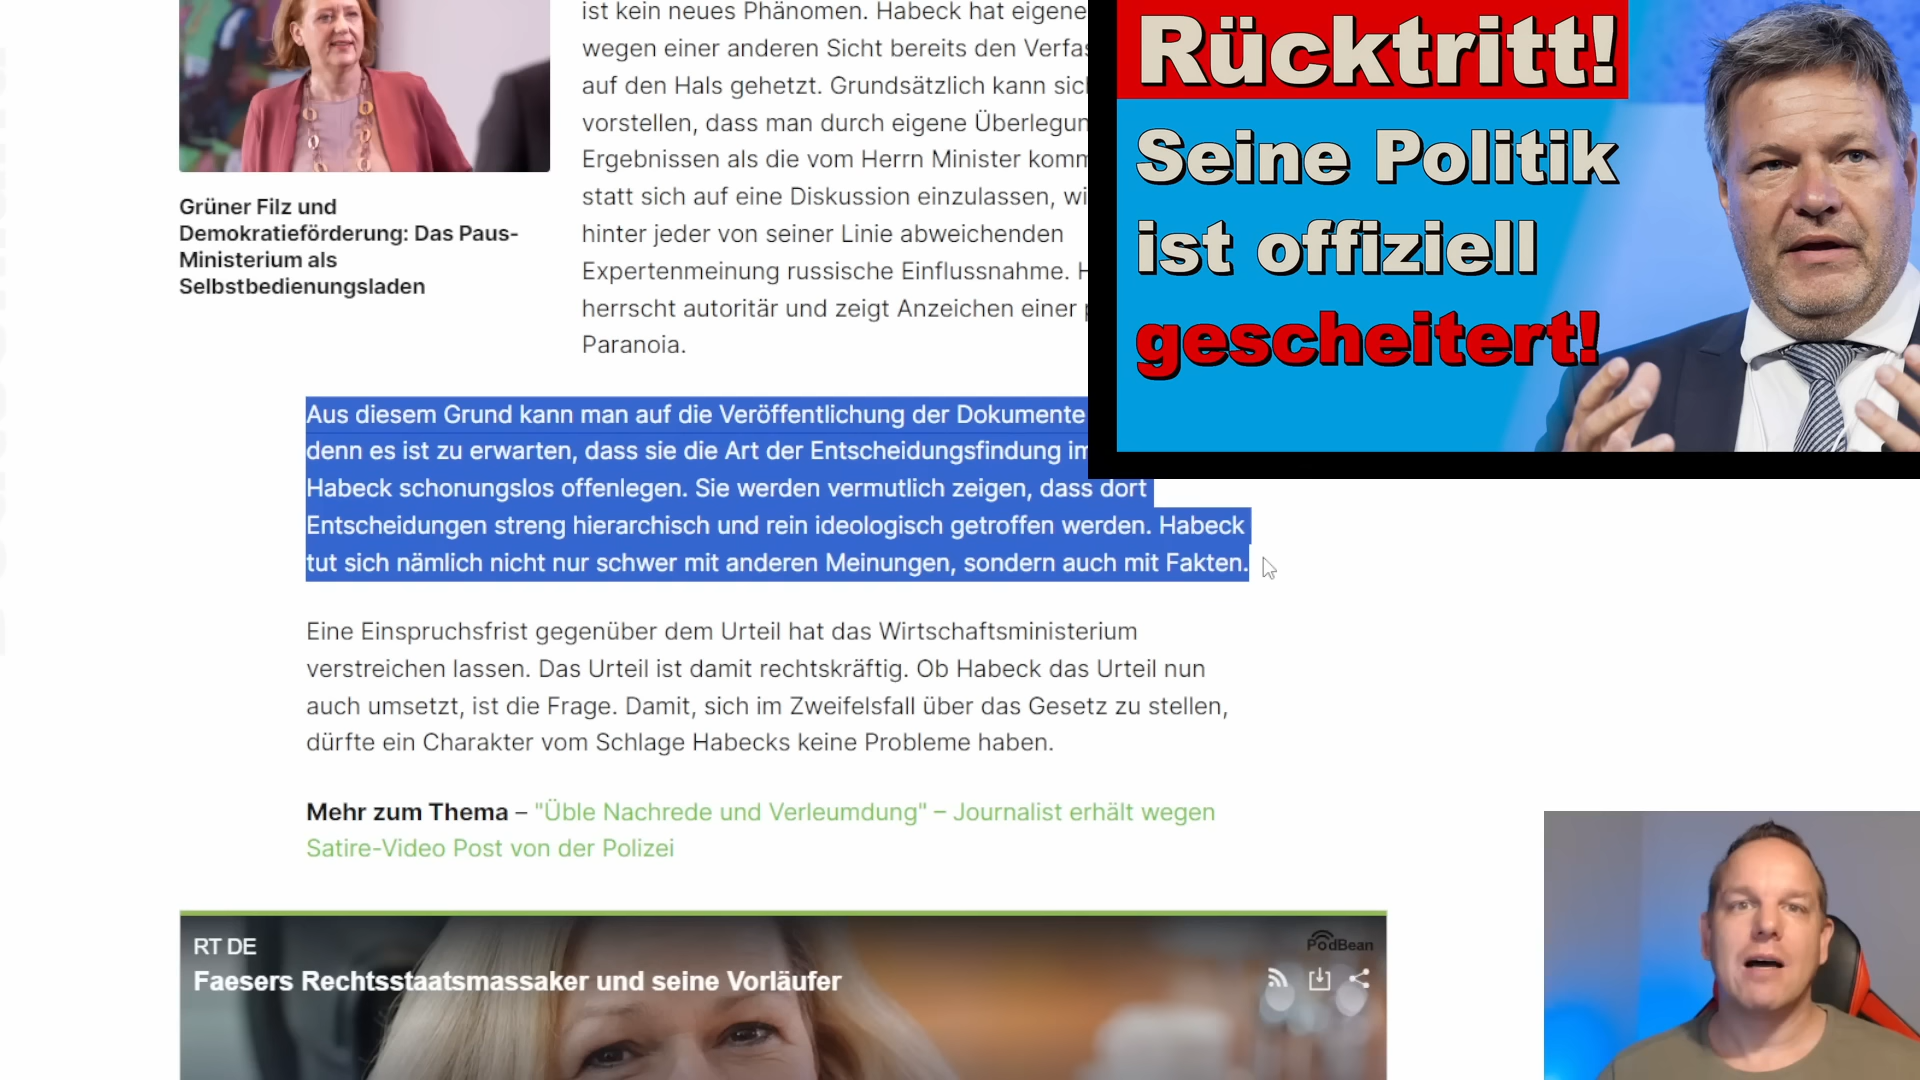 ist kein neues Phänomen. Habeck hat eigene
wegen einer anderen Sicht bereits den
auf den Hals gehetzt. Grundsätzlich kann
vorstellen, dass man durch eigene
Ergebnissen als die vom Herrn Minister
statt sich auf eine Diskussion einzulassen,
hinter jeder von seiner Linie abweichenden
Expertenmeinung russische Einflussnahme.
herrscht autoritär und zeigt Anzeichen einer
Paranoia.
Grüner Filz und
Demokratieförderung: Das Paus-
Ministerium als
Selbstbedienungsladen
Rücktritt!
Seine Politik
ist offiziell
gescheitert!
Aus diesem Grund kann man auf die Veröffentlichung der Dokumente
denn es ist zu erwarten, dass sie die Art der Entscheidungsfindung
Habeck schonungslos offenlegen. Sie werden vermutlich zeigen, dass dort
Entscheidungen streng hierarchisch und rein ideologisch getroffen werden. Habeck
tut sich nämlich nicht nur schwer mit anderen Meinungen, sondern auch mit Fakten.
Eine Einspruchsfrist gegenüber dem Urteil hat das Wirtschaftsministerium
verstreichen lassen. Das Urteil ist damit rechtskräftig. Ob Habeck das Urteil nun
auch umsetzt, ist die Frage. Damit, sich im Zweifelsfall über das Gesetz zu stellen,
dürfte ein Charakter vom Schlage Habecks keine Probleme haben.
Mehr zum Thema – "Üble Nachrede und Verleumdung" – Journalist erhält wegen
Satire-Video Post von der Polizei
RT DE
PodBean
Faesers Rechtsstaatsmassaker und seine Vorläufer